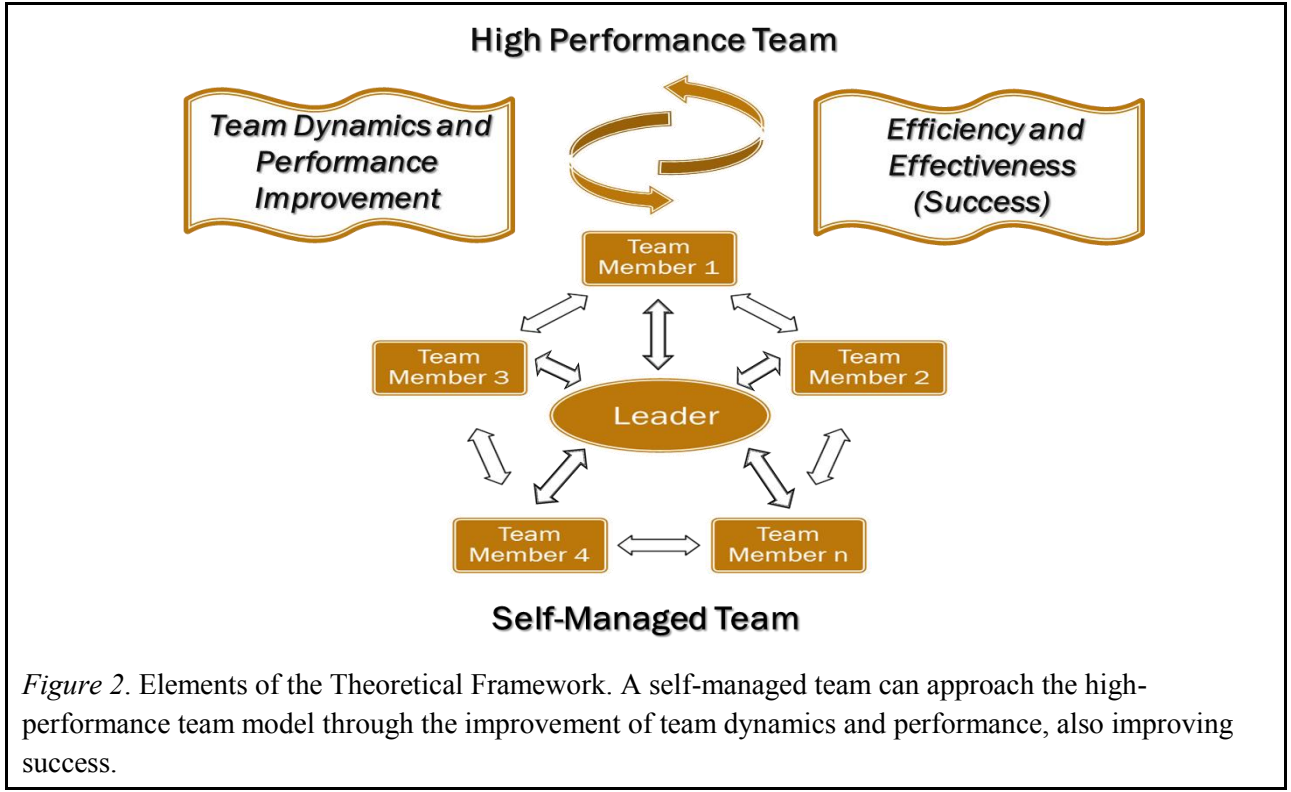 High Performance Team
Team Dynamics and
Performance
Improvement
Efficiency and
Effectiveness
(Success)
Team
Member 1
Team
Member 3
Team
Member 2
Leader
Team
Member 4
Team
Member n
Self-Managed Team
Figure 2. Elements of the Theoretical Framework. A self-managed team can approach the high-
performance team model through the improvement of team dynamics and performance, also improving
success.